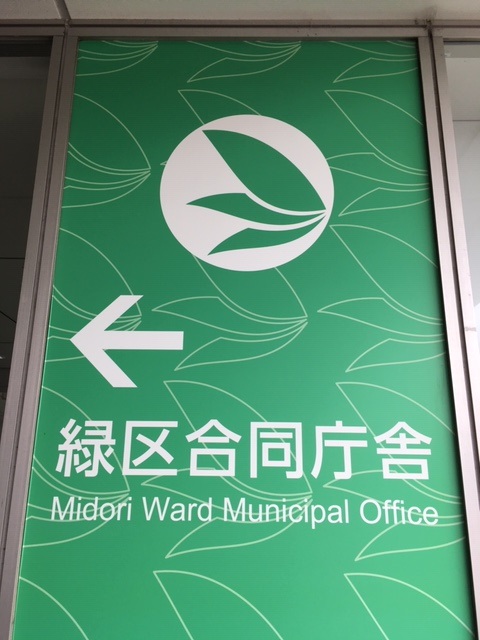 緑区合同庁舎
Midori Ward Municipal Office